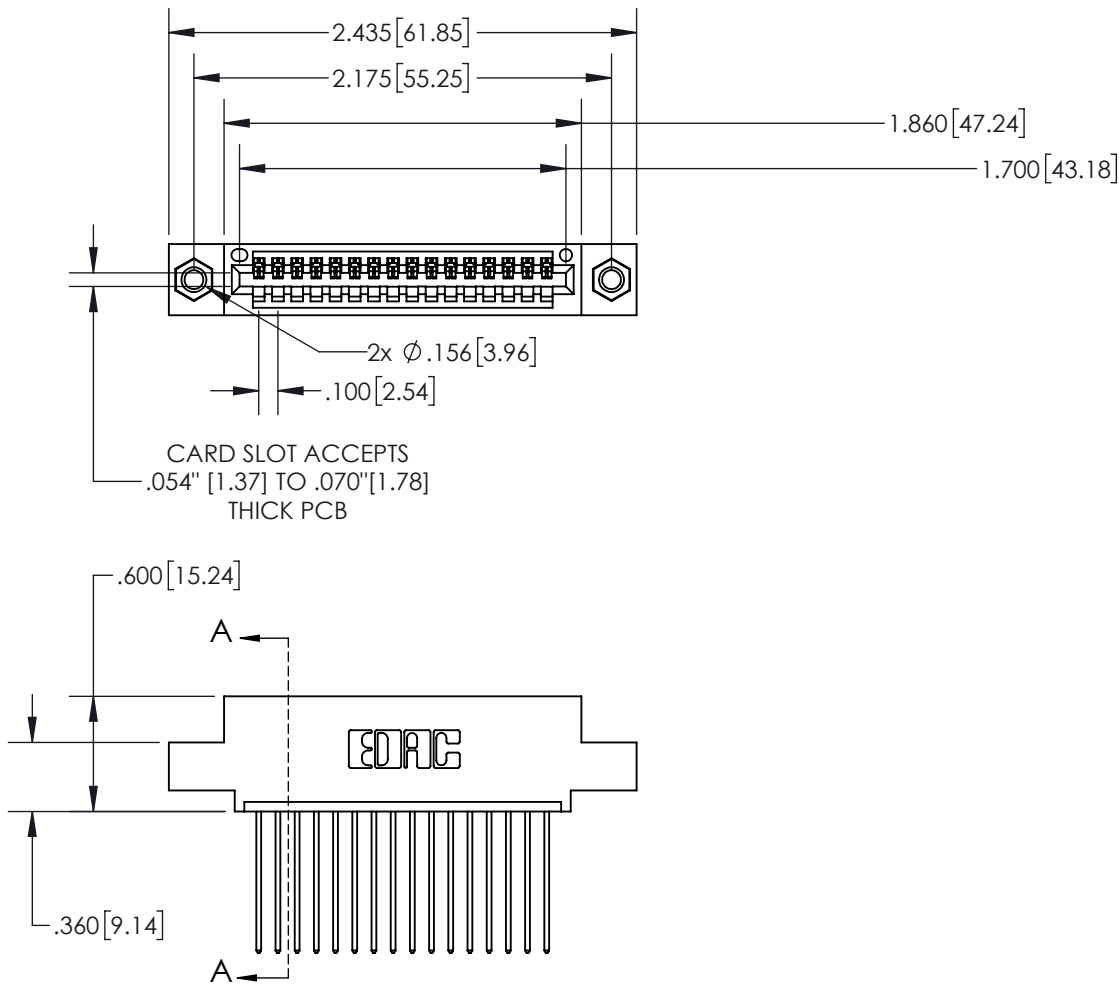 2.435[61.85]
2.175[55.25]
1.860[47.24]
1.700[43.18]
2x Ø.156[3.96]
.100[2.54]
CARD SLOT ACCEPTS
.054" [1.37] TO .070"[1.78]
THICK PCB
.600[15.24]
A
EDAC
.360[9.14]
A